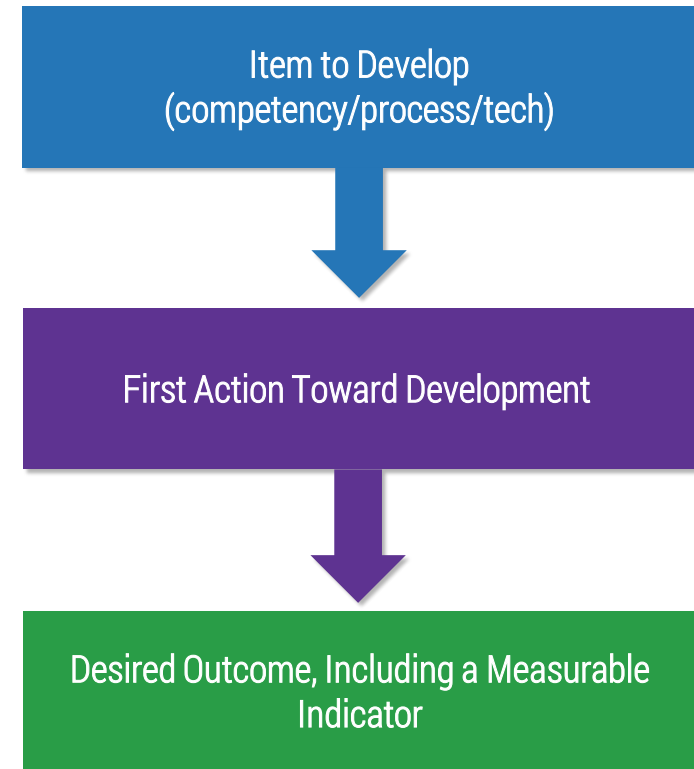 Item to Develop
(competency/process/tech)
First Action Toward Development
Desired Outcome, Including a Measurable
Indicator